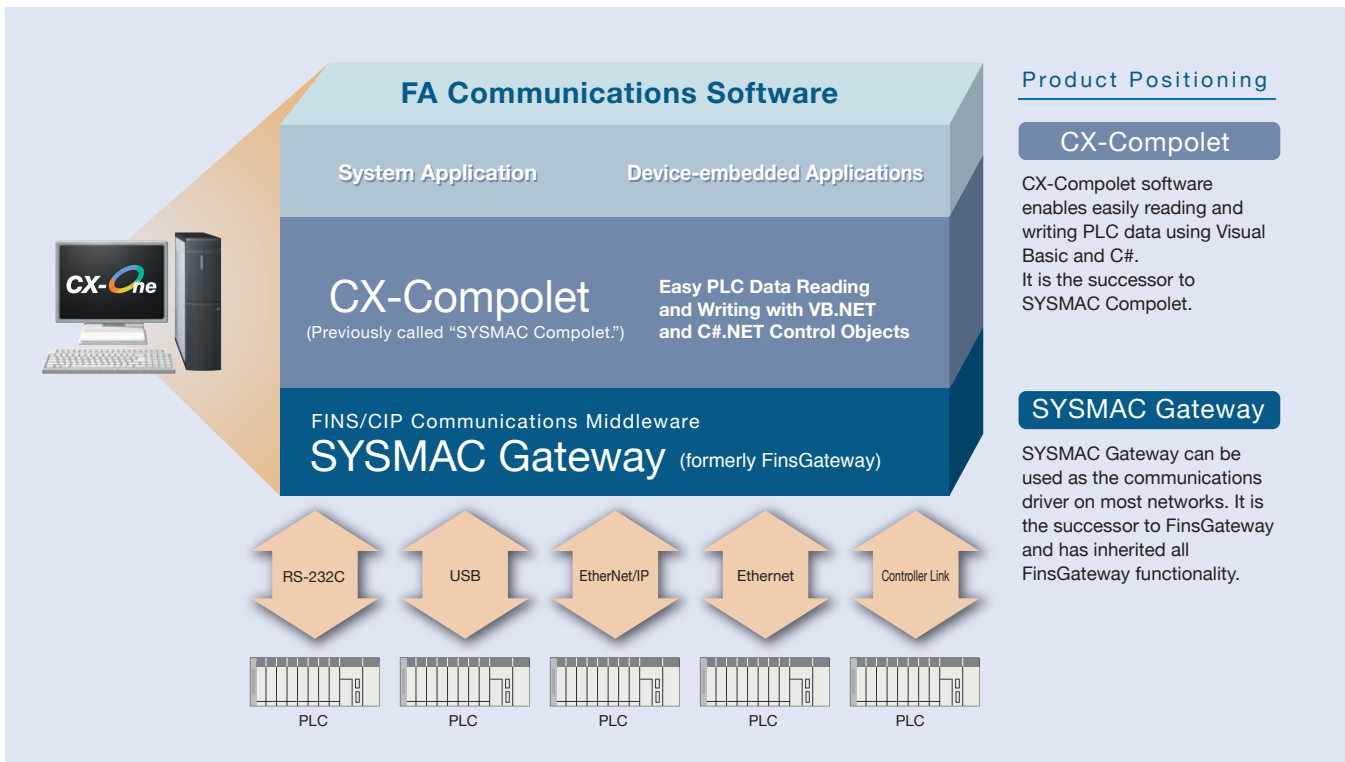 FA Communications Software
System Application
Device-embedded Applications
CX-One
CX-Compolet
(Previously called “SYSMAC Compolet.”)
Easy PLC Data Reading
and Writing with VB.NET
and C#.NET Control Objects
FINS/CIP Communications Middleware
SYSMAC Gateway (formerly FinsGateway)
RS-232C
USB
EtherNet/IP
Ethernet
Controller Link
PLC
PLC
PLC
PLC
PLC
Product Positioning
CX-Compolet
CX-Compolet software
enables easily reading and
writing PLC data using Visual
Basic and C#.
It is the successor to
SYSMAC Compolet.
SYSMAC Gateway
SYSMAC Gateway can be
used as the communications
driver on most networks. It is
the successor to FinsGateway
and has inherited all
FinsGateway functionality.